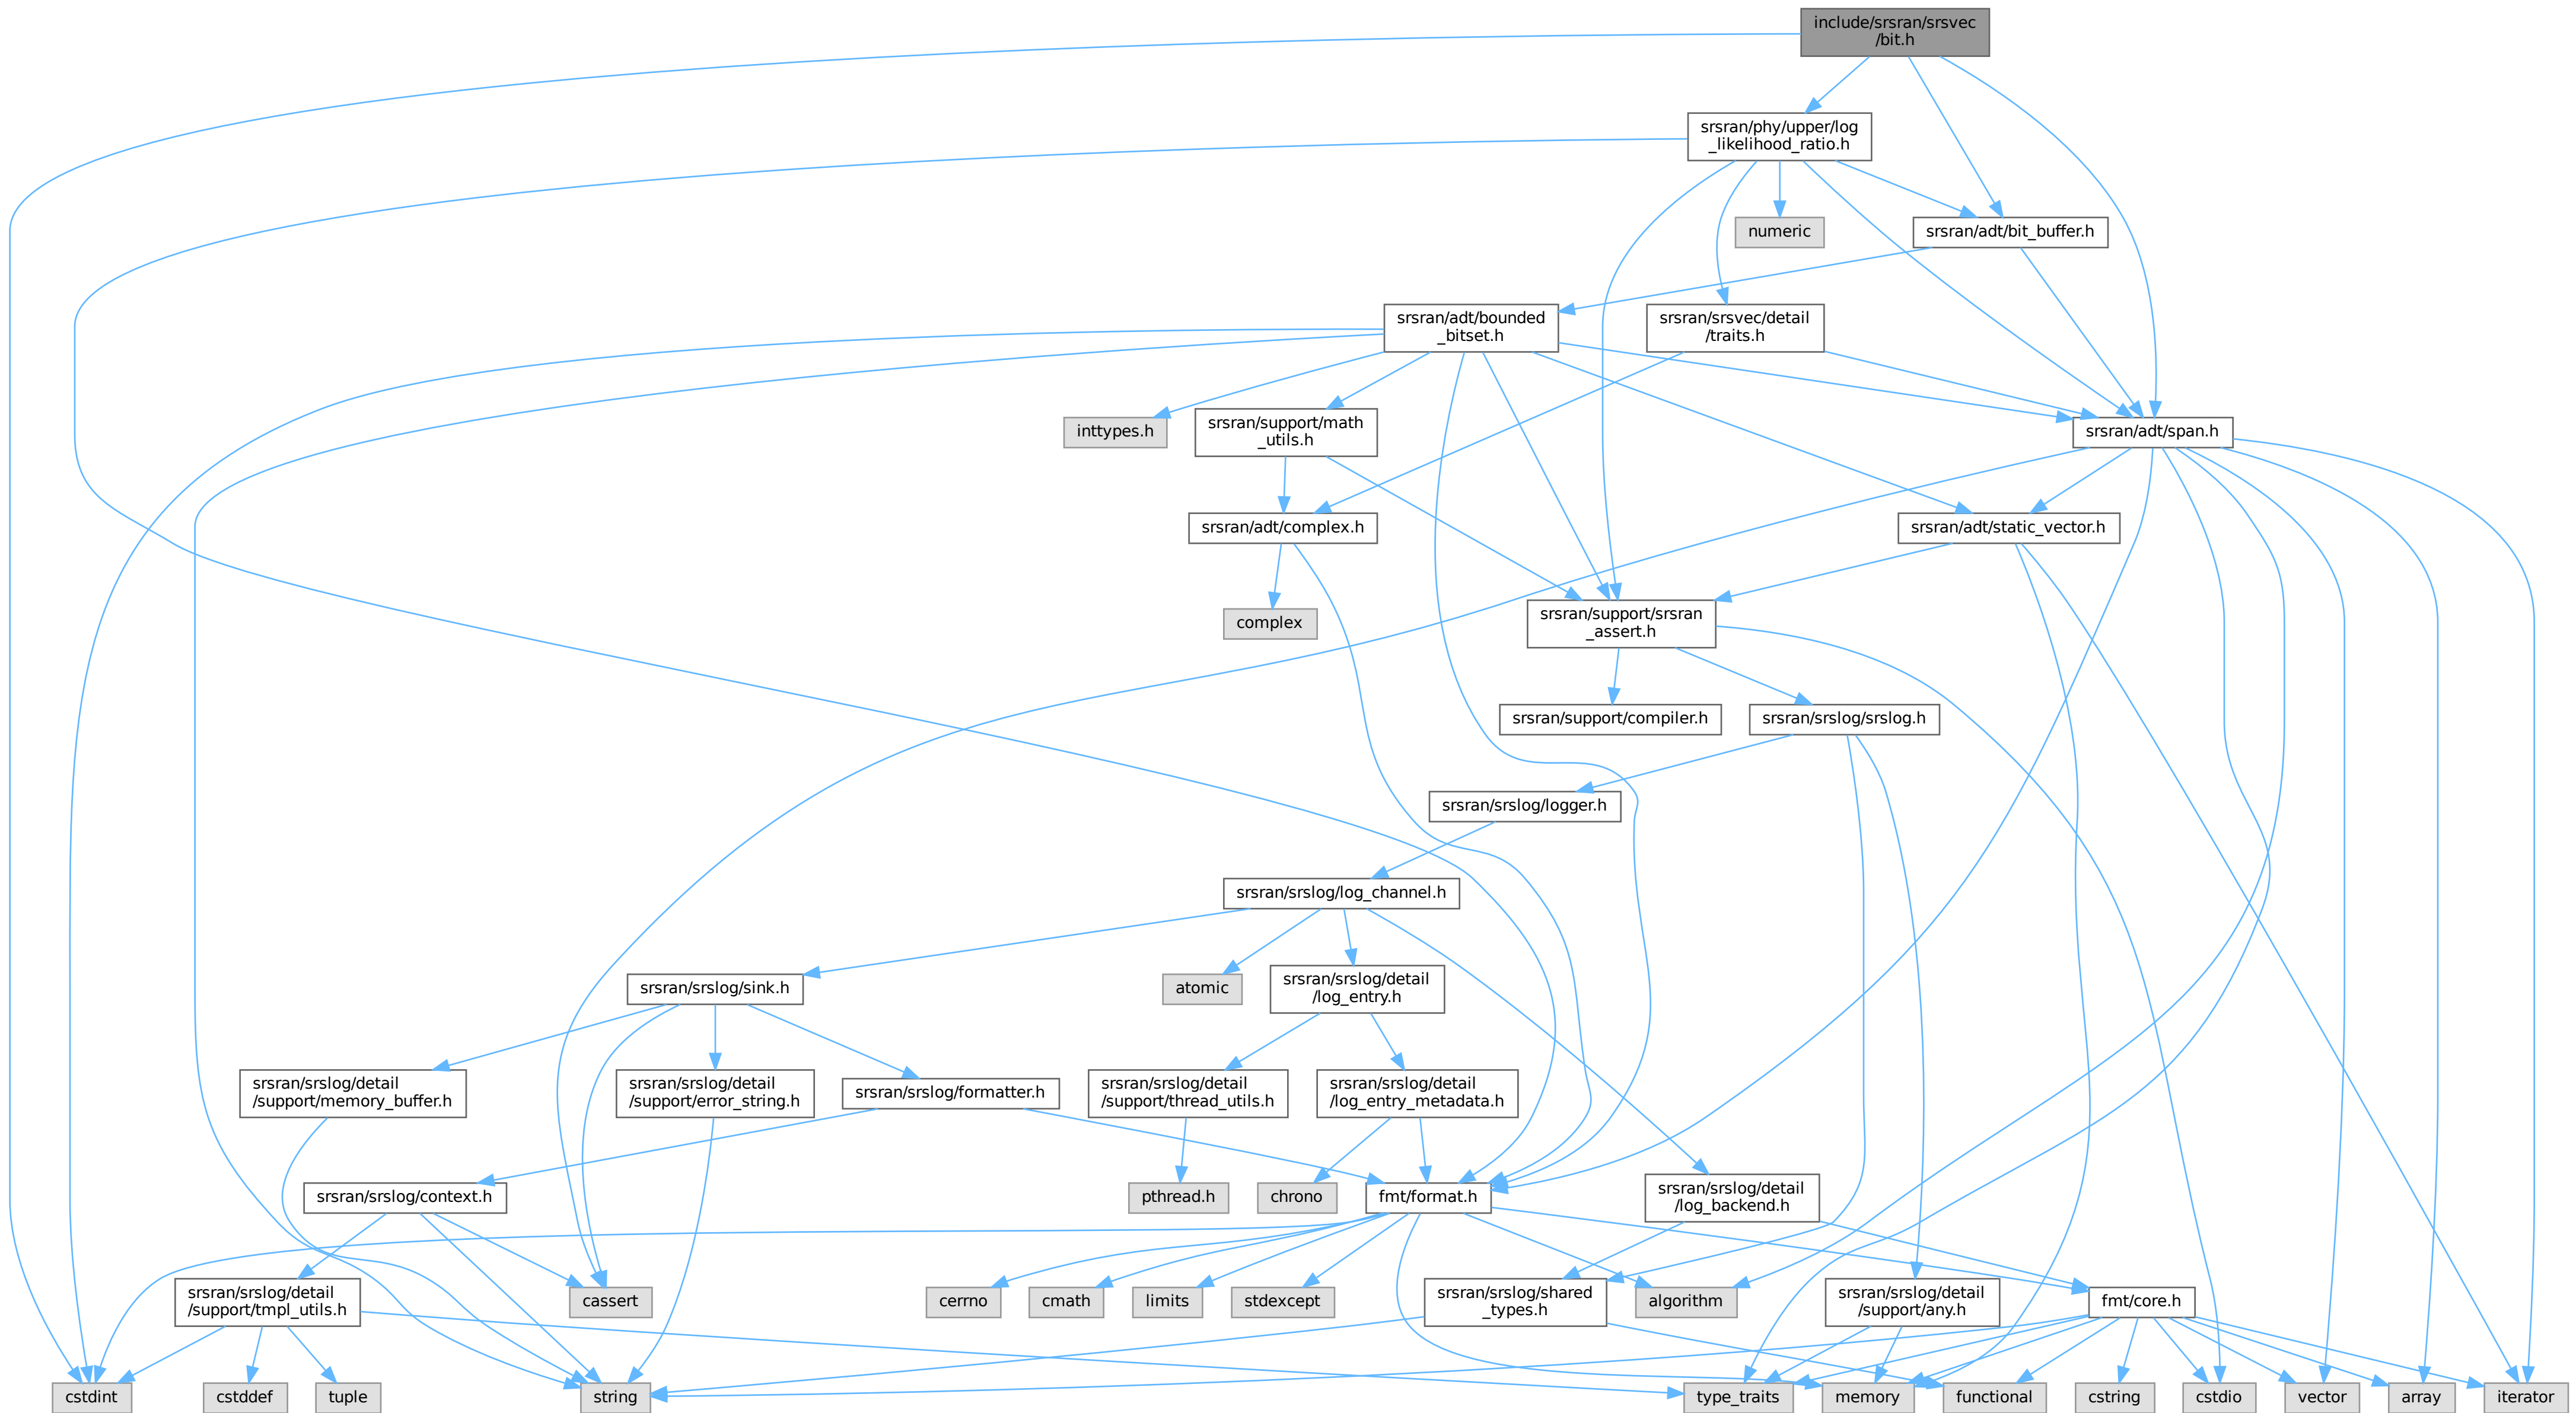 include/srsran/srsvec
/bit.h
srsran/phy/upper/log
_likelihood_ratio.h
numeric
srsran/adt/bit_buffer.h
srsran/adt/bounded
_bitset.h
srsran/srsvec/detail
/traits.h
inttypes.h
srsran/support/math
_utils.h
srsran/adt/span.h
srsran/adt/complex.h
srsran/adt/static_vector.h
complex
srsran/support/srsran
_assert.h
srsran/support/compiler.h
srsran/srslog/srslog.h
srsran/srslog/logger.h
srsran/srslog/log_channel.h
srsran/srslog/sink.h
atomic
srsran/srslog/detail
/log_entry.h
srsran/srslog/detail
/support/memory_buffer.h
srsran/srslog/detail
/support/error_string.h
srsran/srslog/formatter.h
srsran/srslog/detail
/support/thread_utils.h
srsran/srslog/detail
/log_entry_metadata.h
srsran/srslog/context.h
pthread.h
chrono
fmt/format.h
srsran/srslog/detail
/log_backend.h
srsran/srslog/detail
/support/tmpl_utils.h
cassert
cerrno
cmath
limits
stdexcept
srsran/srslog/shared
_types.h
algorithm
srsran/srslog/detail
/support/any.h
fmt/core.h
cstdint
cstddef
tuple
string
type_traits
memory
functional
cstring
cstdio
vector
array
iterator